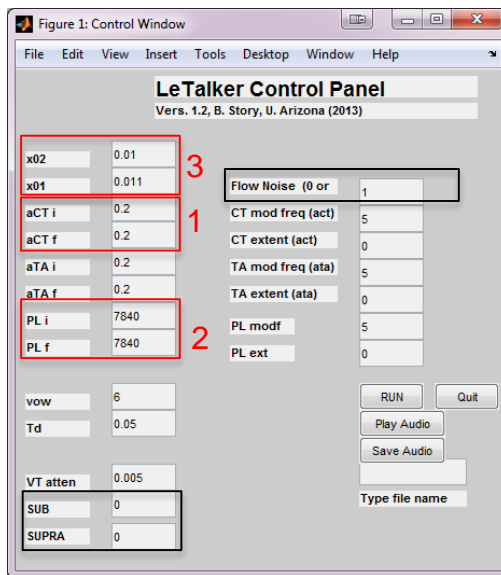 Figure 1: Control Window
File Edit View Insert Tools Desktop Window Help
LeTalker Control Panel
Vers. 1.2, B. Story, U. Arizona (2013)
x02 0.01
x01 0.011
3
aCT i 0.2
aCT f 0.2
1
aTA i 0.2
aTA f 0.2
PL i 7840
PL f 7840
2
vow 6
Td 0.05
VT atten 0.005
SUB 0
SUPRA 0
Flow Noise (0 or 1
CT mod freq (act) 5
CT extent (act) 0
TA mod freq (ata) 5
TA extent (ata) 0
PL modf 5
PL ext 0
RUN Quit
Play Audio
Save Audio
Type file name